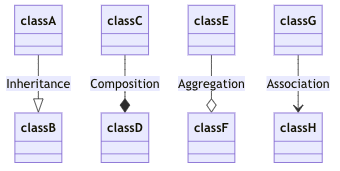 classA classC classE classG
Inheritance Composition Aggregation Association
classB classD classF classH